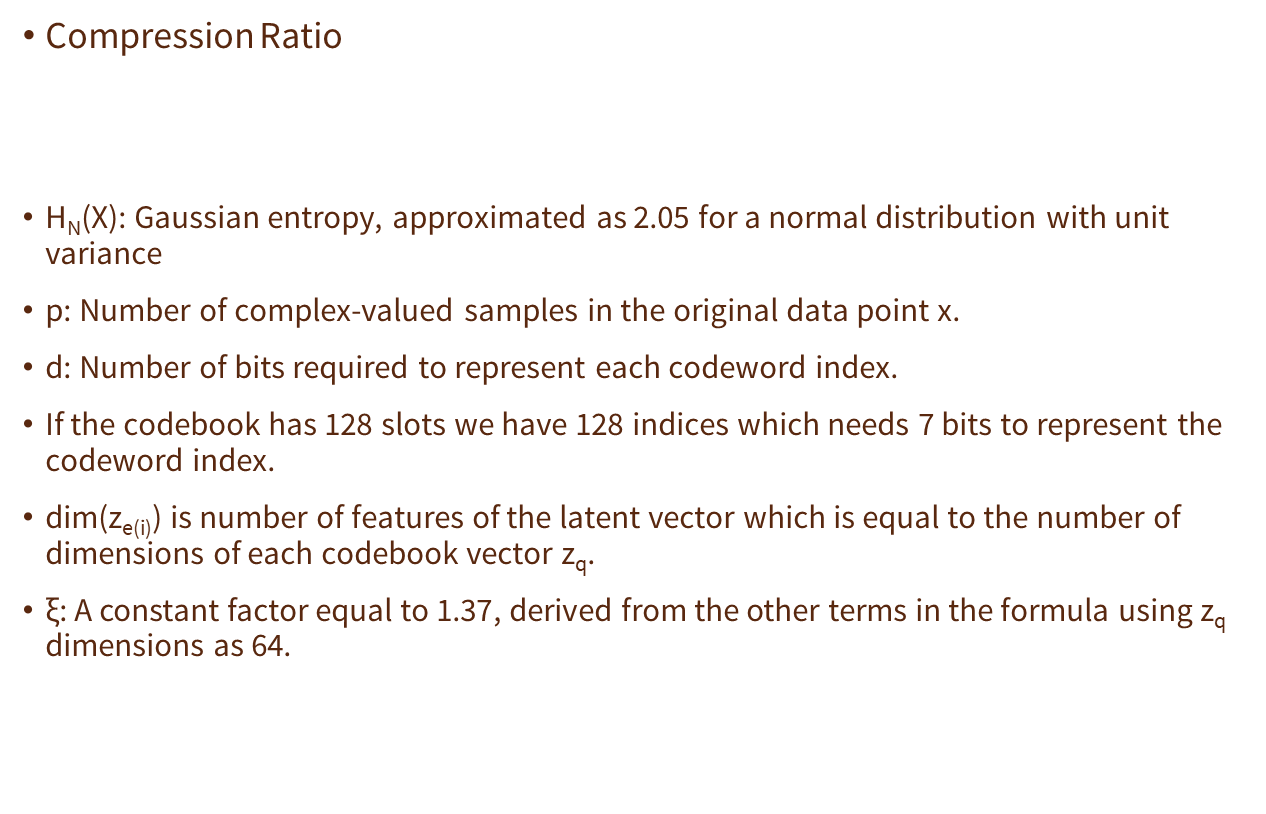 • Compression Ratio
• H_N(X): Gaussian entropy, approximated as 2.05 for a normal distribution with unit
variance
• p: Number of complex-valued samples in the original data point x.
• d: Number of bits required to represent each codeword index.
• If the codebook has 128 slots we have 128 indices which needs 7 bits to represent the
codeword index.
• dim(z_e(i)) is number of features of the latent vector which is equal to the number of
dimensions of each codebook vector z_q.
• ξ: A constant factor equal to 1.37, derived from the other terms in the formula using z_q
dimensions as 64.